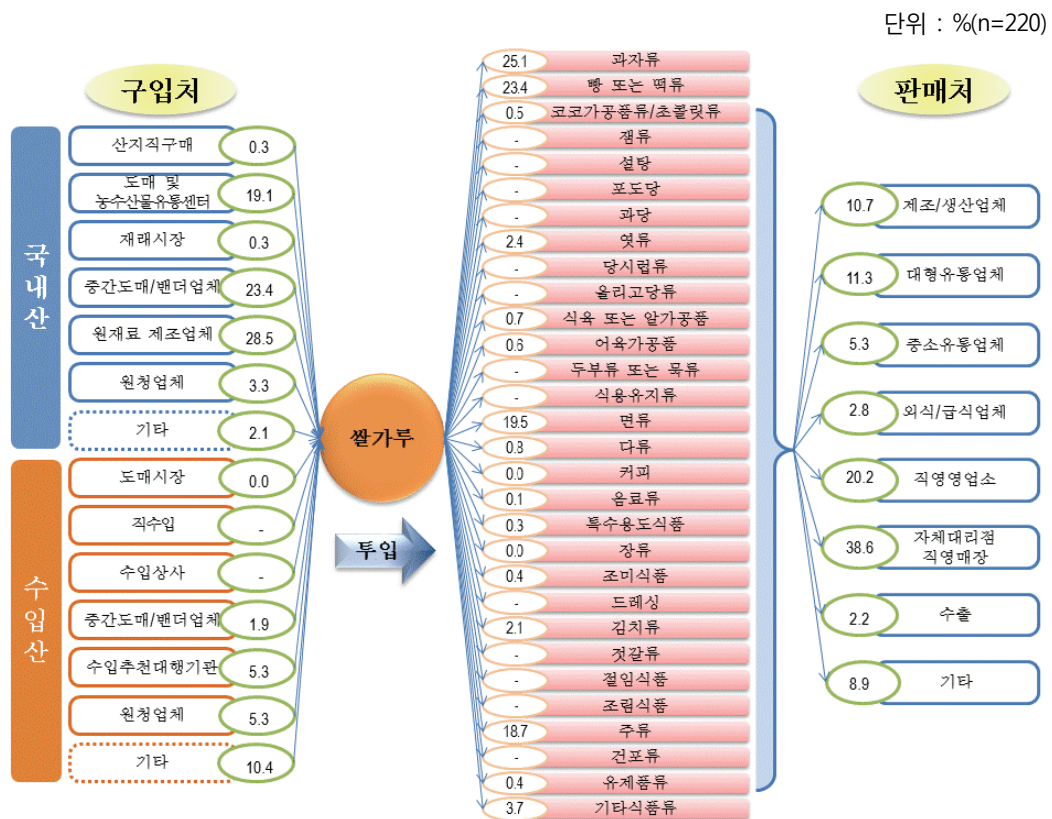 단위 : %(n=220)
구입처
국내산
산지직구매 0.3
도매 및
농수산물유통센터 19.1
재래시장 0.3
중간도매/밴더업체 23.4
원재료 제조업체 28.5
원청업체 3.3
기타 2.1
수입산
도매시장 0.0
직수입 -
수입상사 -
중간도매/밴더업체 1.9
수입추천대행기관 5.3
원청업체 5.3
기타 10.4
쌀가루
투입
25.1 과자류
23.4 빵 또는 떡류
0.5 코코가공품류/초콜릿류
- 잼류
- 설탕
- 포도당
- 과당
2.4 엿류
- 당시럽류
- 올리고당류
0.7 식육 또는 알가공품
0.6 어육가공품
- 두부류 또는 묵류
- 식용유지류
19.5 면류
0.8 다류
0.0 커피
0.1 음료류
0.3 특수용도식품
0.0 장류
0.4 조미식품
- 드레싱
2.1 김치류
- 젓갈류
- 절임식품
- 조림식품
18.7 주류
- 건포류
0.4 유제품류
3.7 기타식품류
판매처
10.7 제조/생산업체
11.3 대형유통업체
5.3 중소유통업체
2.8 외식/급식업체
20.2 직영영업소
38.6 자체대리점
직영매장
2.2 수출
8.9 기타